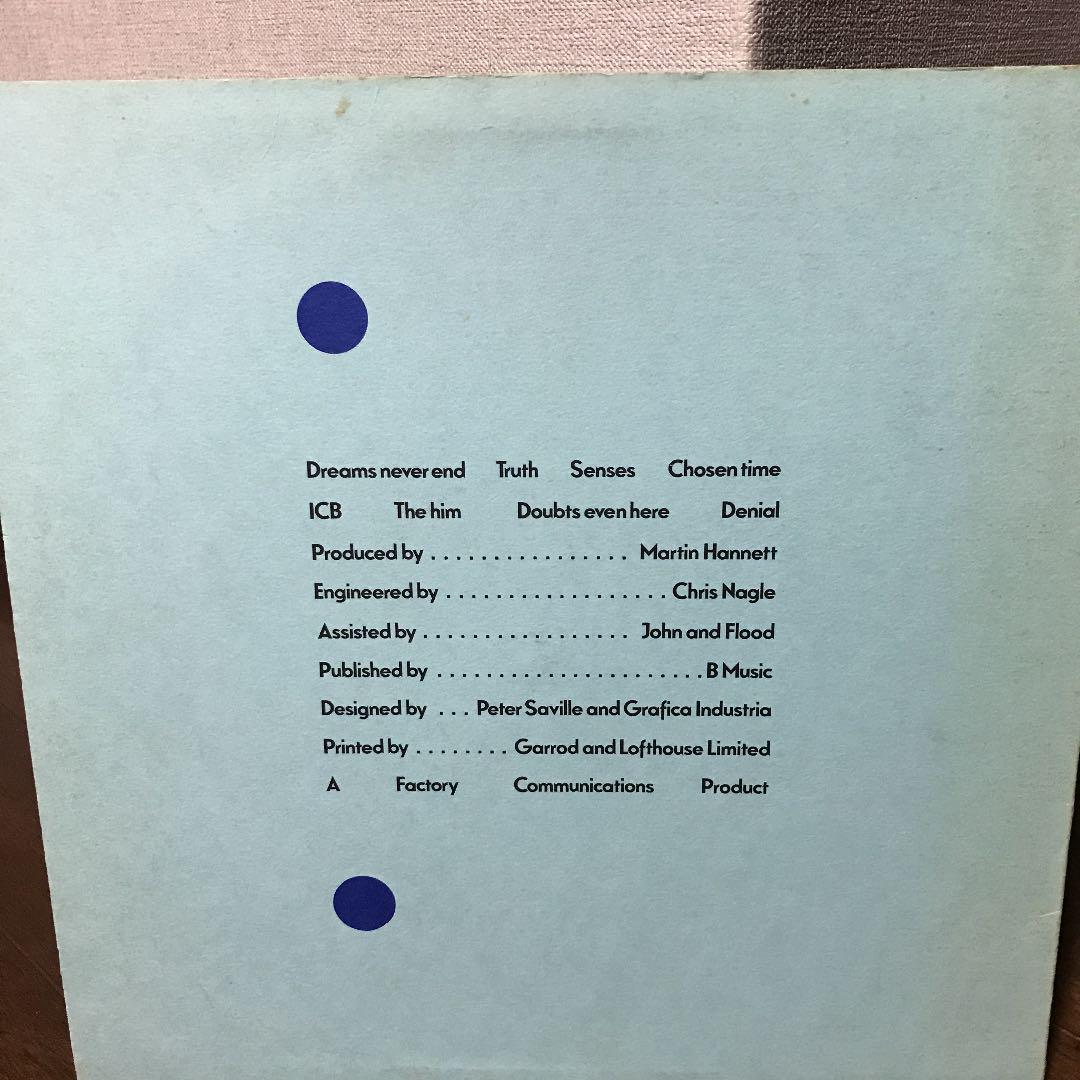 Dreams never end Truth Senses Chosen time
ICB The him Doubts even here Denial
Produced by . . . . . . . . . . . . . . . . Martin Hannett
Engineered by . . . . . . . . . . . . . . . . . . Chris Nagle
Assisted by . . . . . . . . . . . . . . . . . John and Flood
Published by . . . . . . . . . . . . . . . . . . . . . . B Music
Designed by . . . Peter Saville and Grafica Industria
Printed by . . . . . . . . Garrod and Lofthouse Limited
A Factory Communications Product